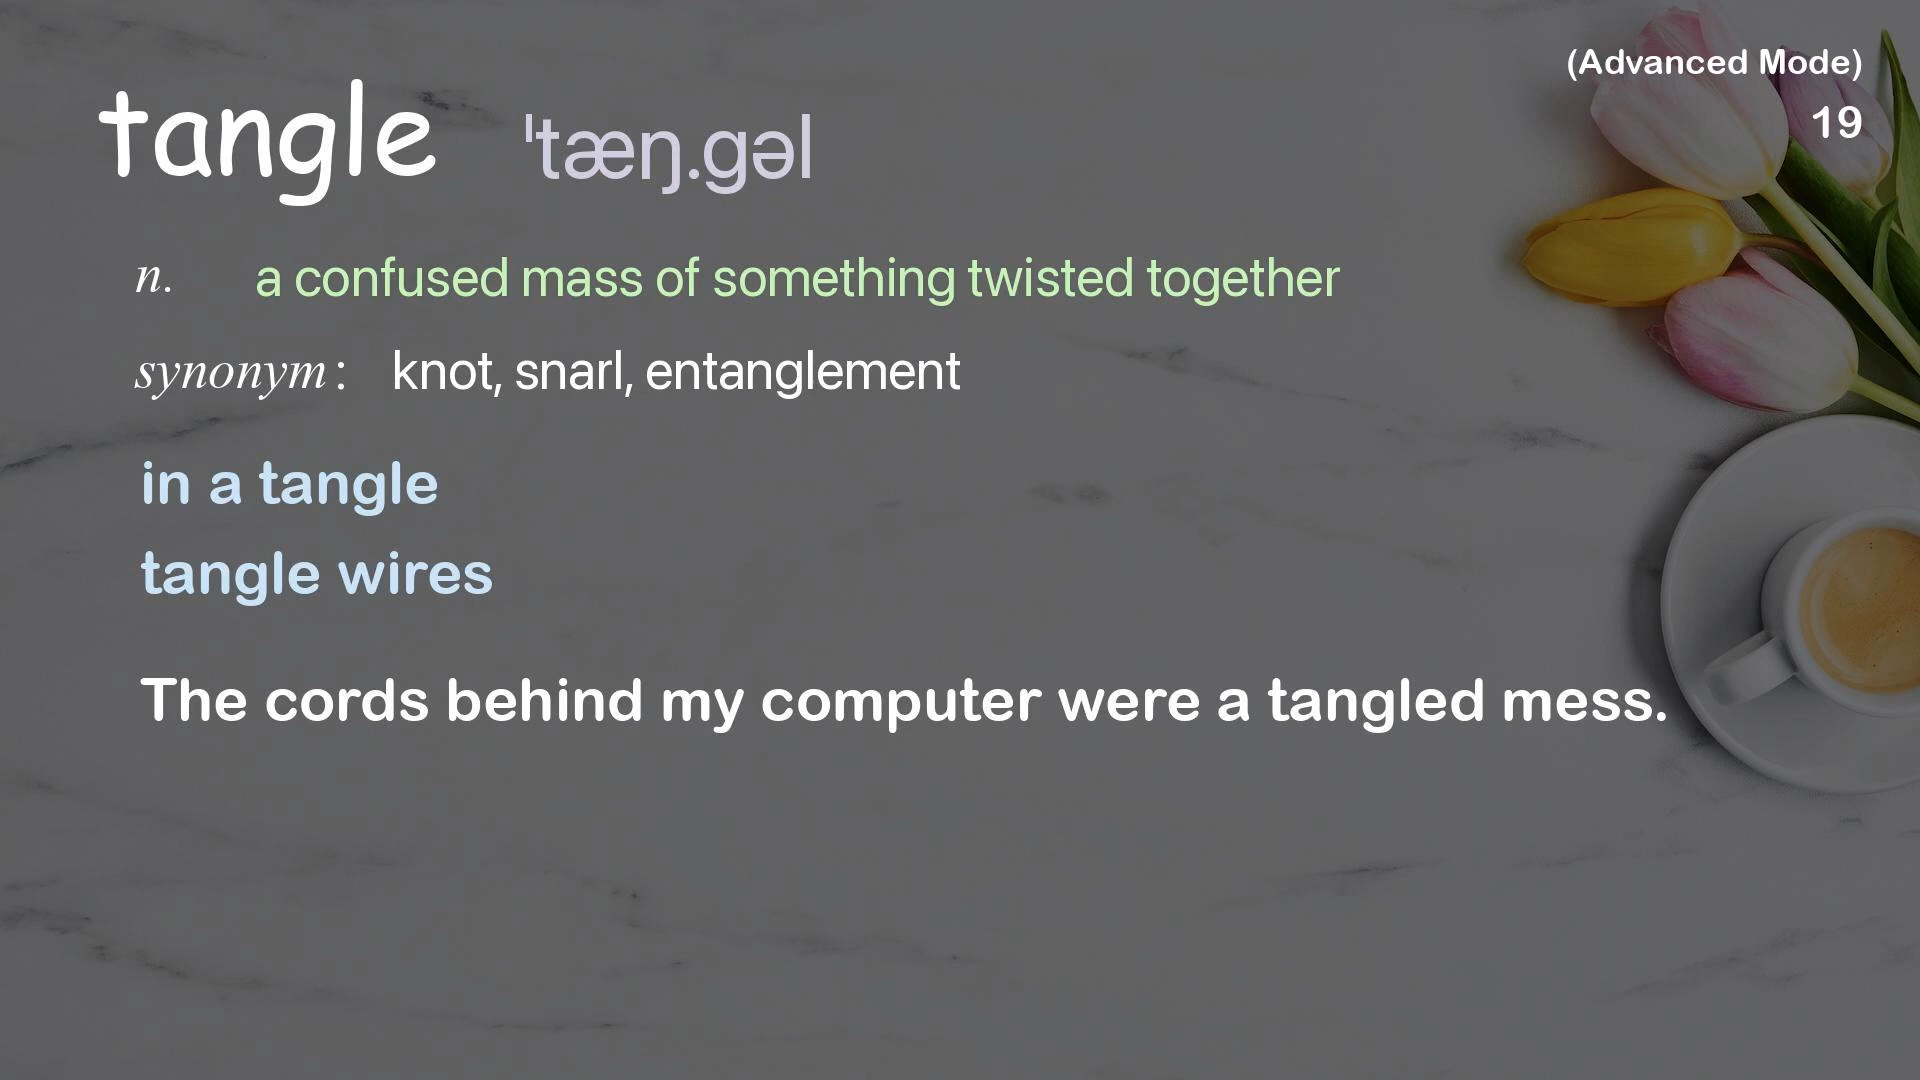 (Advanced Mode)
19
tangle ˈtæŋ.gəl
n. a confused mass of something twisted together
synonym: knot, snarl, entanglement
in a tangle
tangle wires
The cords behind my computer were a tangled mess.